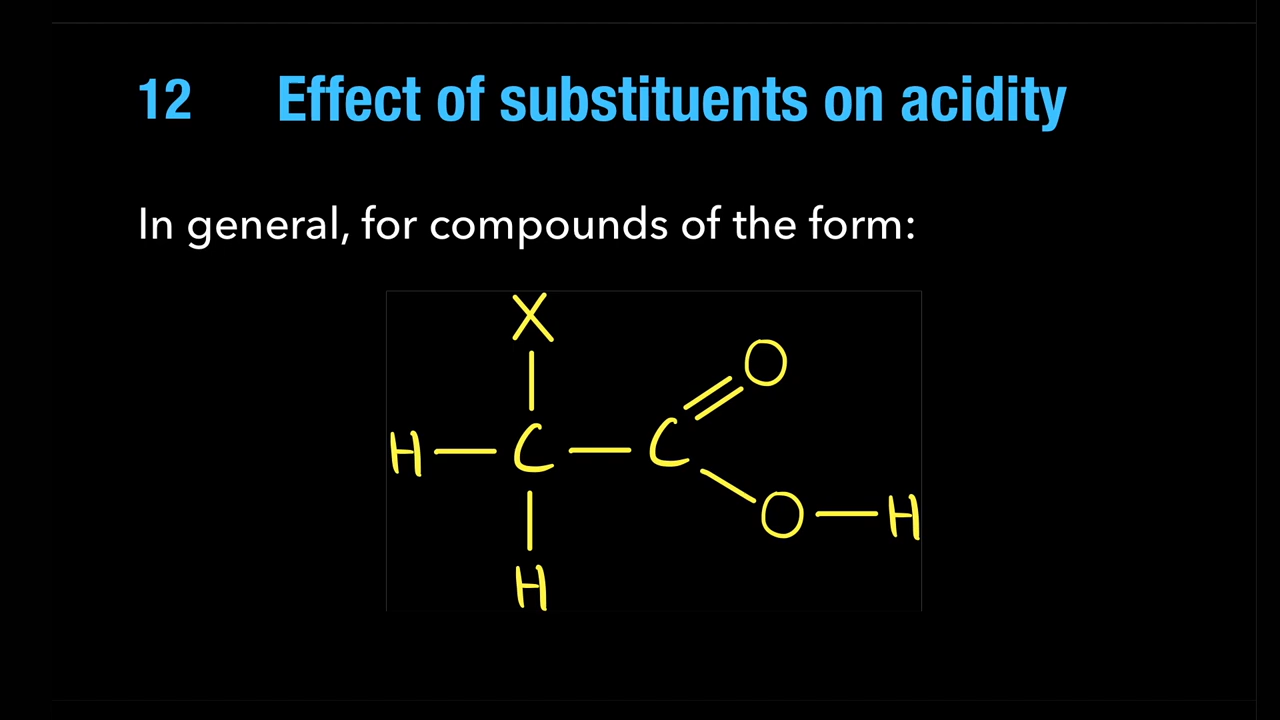 12 Effect of substituents on acidity
In general, for compounds of the form:
X
O
H C C
O H
H